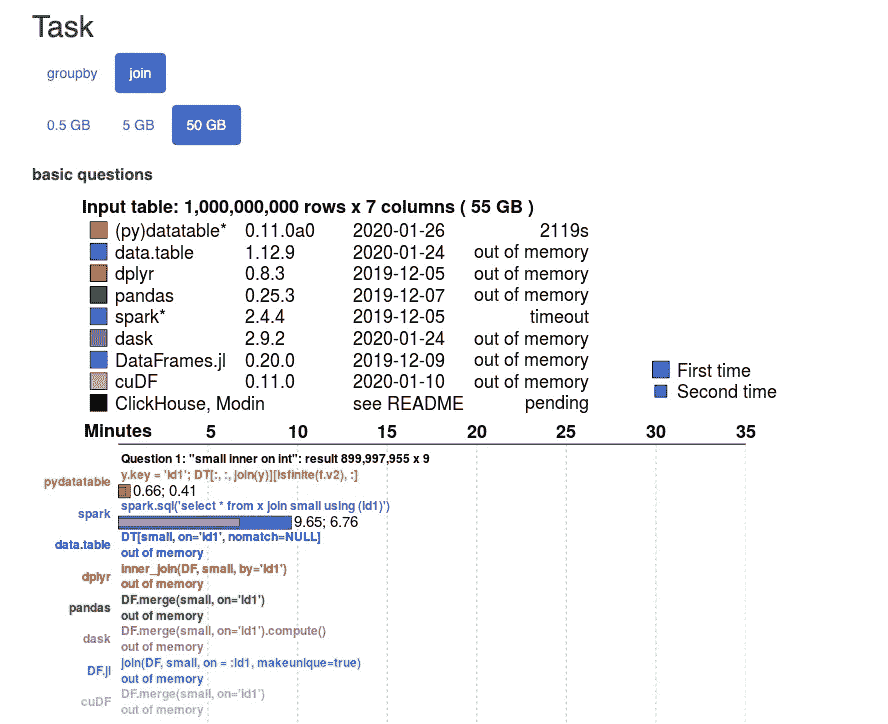 Task
groupby join
0.5 GB 5 GB 50 GB
basic questions
Input table: 1,000,000,000 rows x 7 columns ( 55 GB )
(py)datatable* 0.11.0a0 2020-01-26 2119s
data.table 1.12.9 2020-01-24 out of memory
dplyr 0.8.3 2019-12-05 out of memory
pandas 0.25.3 2019-12-07 out of memory
spark* 2.4.4 2019-12-05 timeout
dask 2.9.2 2020-01-24 out of memory
DataFrames.jl 0.20.0 2019-12-09 out of memory
cuDF 0.11.0 2020-01-10 out of memory
ClickHouse, Modin see README pending
First time
Second time
Minutes 5 10 15 20 25 30 35
Question 1: "small inner on int": result 899,997,955 x 9
pydatatable y.key = 'id1'; DT[:, :, join(y)][isfinite(f.v2), :]
0.66; 0.41
spark spark.sql('select * from x join small using (id1)')
9.65; 6.76
data.table DT[small, on='id1', nomatch=NULL]
out of memory
dplyr inner_join(DF, small, by='id1')
out of memory
pandas DF.merge(small, on='id1')
out of memory
dask DF.merge(small, on='id1').compute()
out of memory
DF.jl join(DF, small, on = :id1, makeunique=true)
out of memory
cuDF DF.merge(small, on='id1')
out of memory